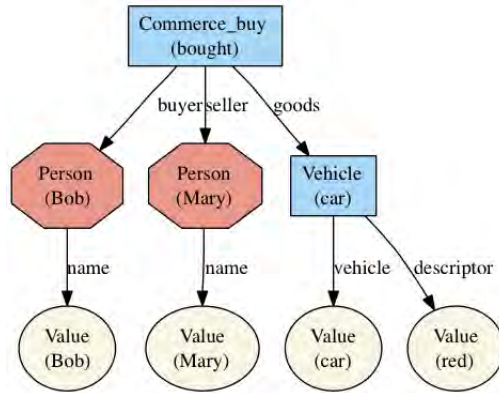 Commerce_buy
(bought)
buyer seller goods
Person
(Bob)
Person
(Mary)
Vehicle
(car)
name name vehicle descriptor
Value
(Bob)
Value
(Mary)
Value
(car)
Value
(red)